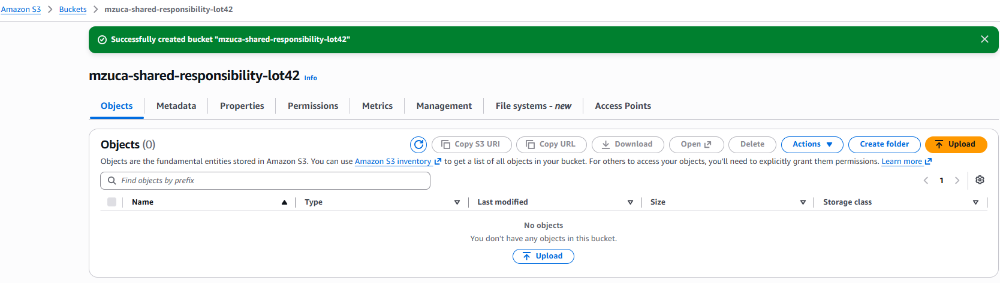 Amazon S3 > Buckets > mzuca-shared-responsibility-lot42
Successfully created bucket "mzuca-shared-responsibility-lot42"
mzuca-shared-responsibility-lot42 Info
Objects Metadata Properties Permissions Metrics Management File systems - new Access Points
Objects (0) Copy S3 URI Copy URL Download Open Delete Actions Create folder Upload
Objects are the fundamental entities stored in Amazon S3. You can use Amazon S3 inventory to get a list of all objects in your bucket. For others to access your objects, you'll need to explicitly grant them permissions. Learn more
Find objects by prefix 1
Name Type Last modified Size Storage class
No objects
You don't have any objects in this bucket.
Upload